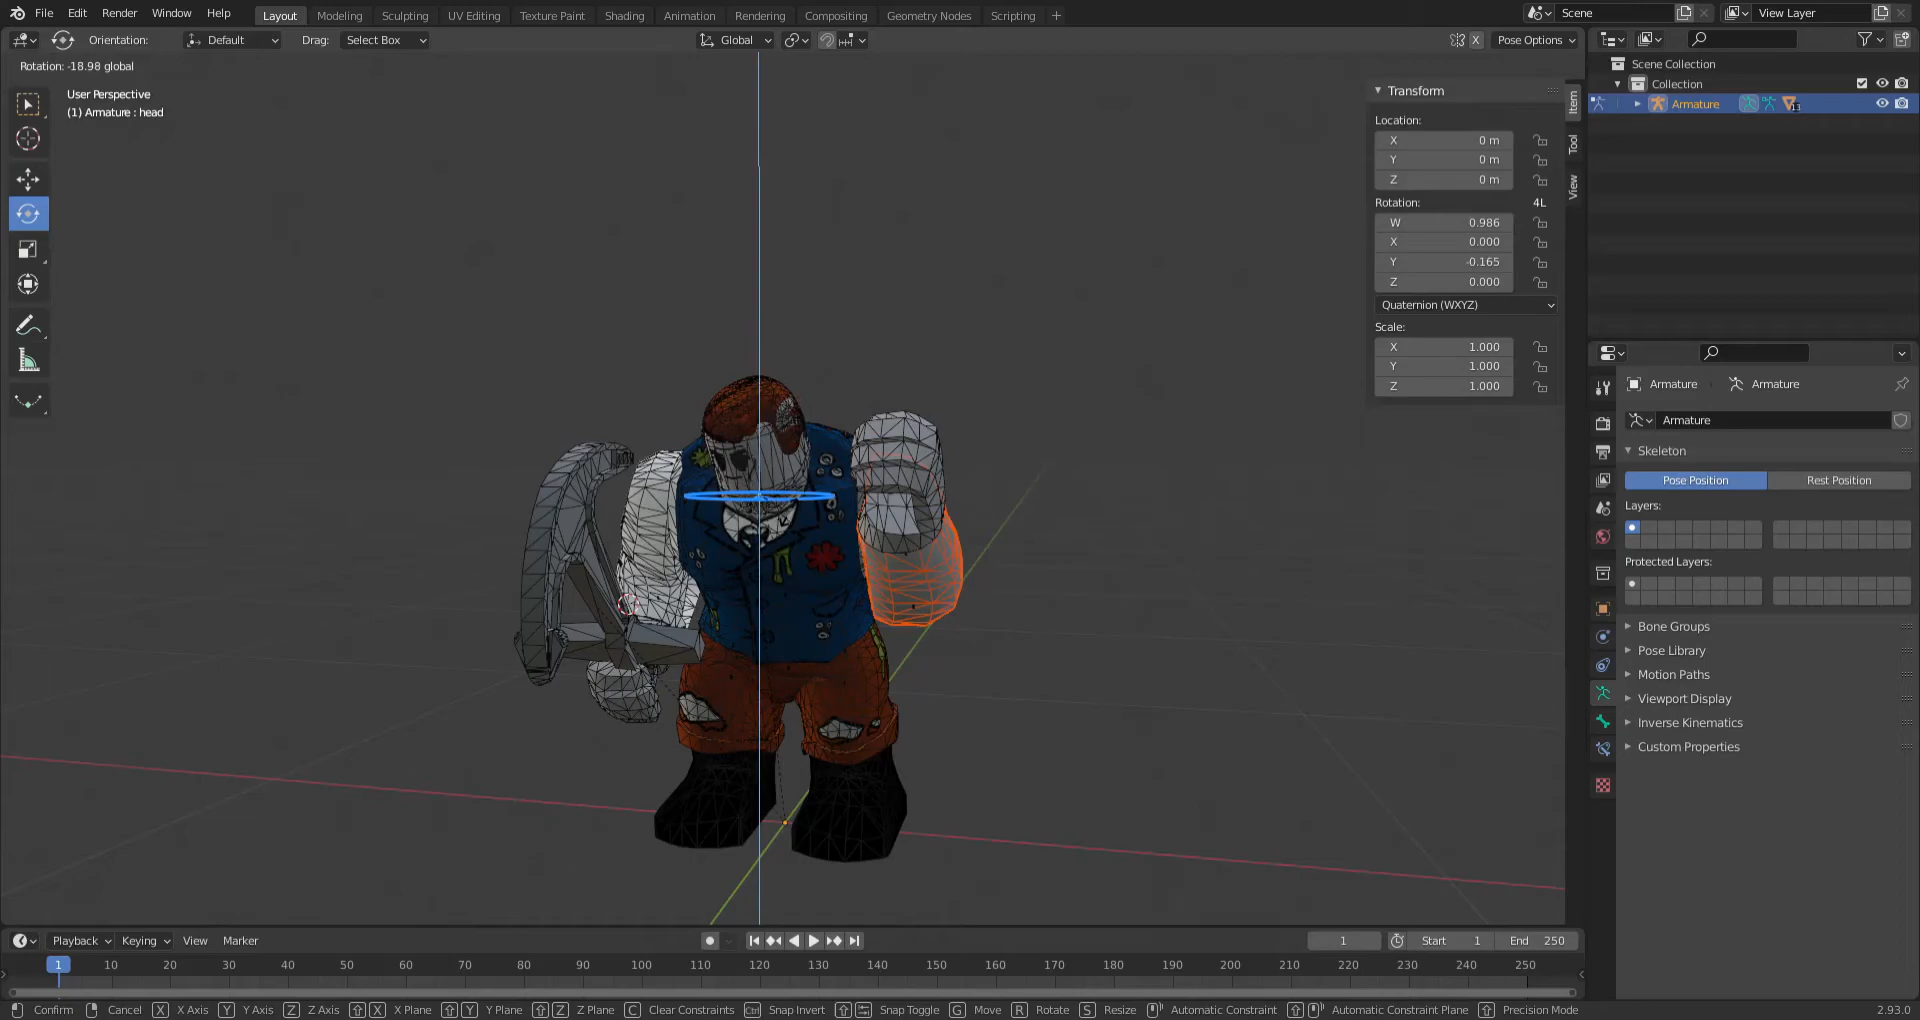 File Edit Render Window Help Layout Modeling Sculpting UV Editing Texture Paint Shading Animation Rendering Compositing Geometry Nodes Scripting + Scene View Layer
Orientation: Default Drag: Select Box Global X Pose Options
Rotation: -18.98 global
User Perspective
(1) Armature : head
Transform
Location:
X 0 m
Y 0 m
Z 0 m
Rotation: 4L
W 0.986
X 0.000
Y -0.165
Z 0.000
Quaternion (WXYZ)
Scale:
X 1.000
Y 1.000
Z 1.000
Item
Tool
View
Scene Collection
Collection
Armature 13
Armature Armature
Armature
Skeleton
Pose Position Rest Position
Layers:
Protected Layers:
Bone Groups
Pose Library
Motion Paths
Viewport Display
Inverse Kinematics
Custom Properties
Playback Keying View Marker 1 Start 1 End 250
1 10 20 30 40 50 60 70 80 90 100 110 120 130 140 150 160 170 180 190 200 210 220 230 240 250
Confirm Cancel X X Axis Y Y Axis Z Z Axis X X Plane Y Y Plane Z Z Plane C Clear Constraints Ctrl Snap Invert Snap Toggle G Move R Rotate S Resize Automatic Constraint Automatic Constraint Plane Precision Mode 2.93.0